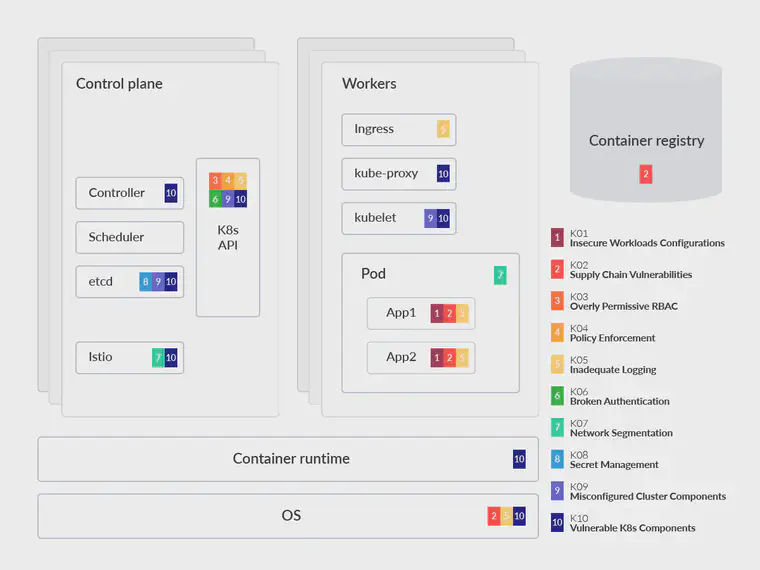 Control plane
Controller 10
Scheduler
etcd 8 9 10
Istio 7 10
3 4 5
6 9 10
K8s
API
Workers
Ingress 5
kube-proxy 10
kubelet 9 10
Pod 7
App1 1 2 5
App2 1 2 5
Container registry
2
Container runtime 10
OS 2 5 10
1 K01
Insecure Workloads Configurations
2 K02
Supply Chain Vulnerabilities
3 K03
Overly Permissive RBAC
4 K04
Policy Enforcement
5 K05
Inadequate Logging
6 K06
Broken Authentication
7 K07
Network Segmentation
8 K08
Secret Management
9 K09
Misconfigured Cluster Components
10 K10
Vulnerable K8s Components